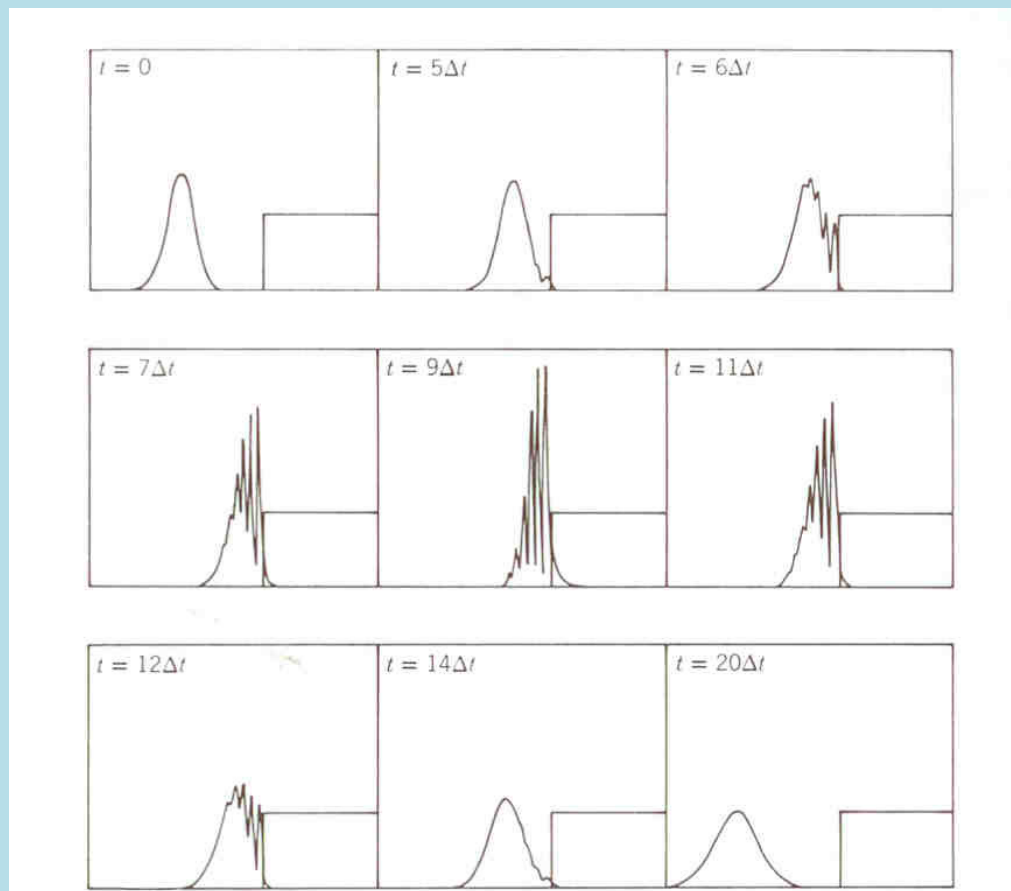 t = 0
t = 5Δt
t = 6Δt
t = 7Δt
t = 9Δt
t = 11Δt
t = 12Δt
t = 14Δt
t = 20Δt